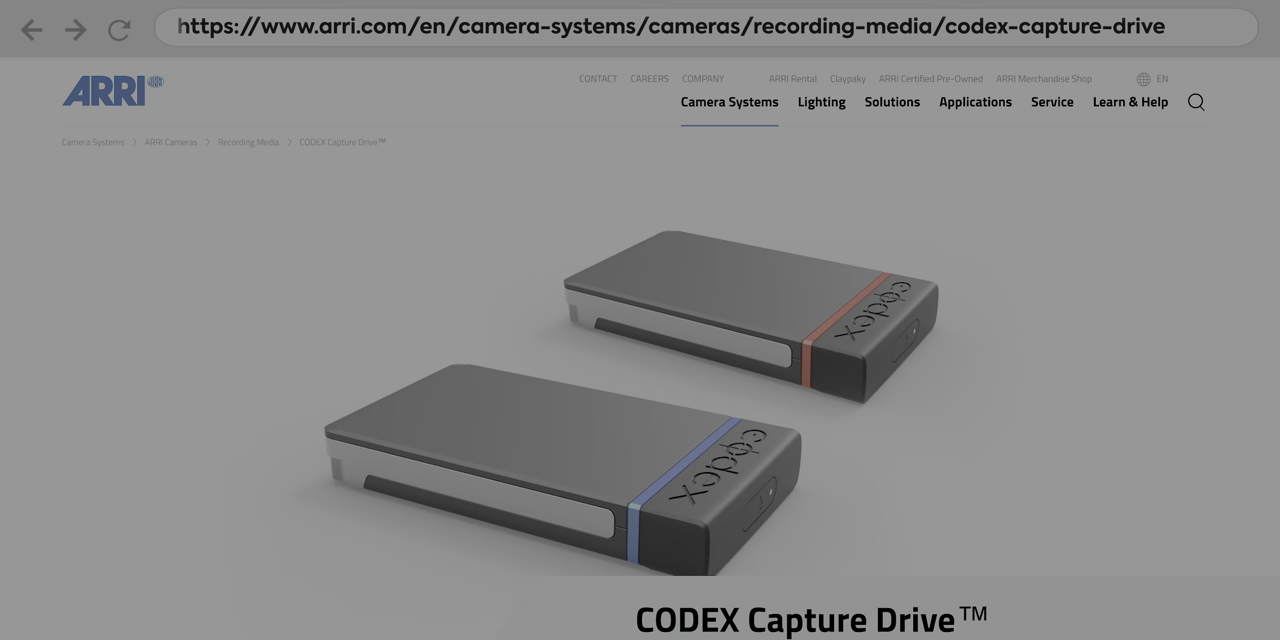 https://www.arri.com/en/camera-systems/cameras/recording-media/codex-capture-drive
ARRI
CONTACT CAREERS COMPANY ARRI Rental Claypaky ARRI Certified Pre-Owned ARRI Merchandise Shop EN
Camera Systems Lighting Solutions Applications Service Learn & Help
Camera Systems > ARRI Cameras > Recording Media > CODEX Capture Drive™
codex
codex
CODEX Capture Drive™